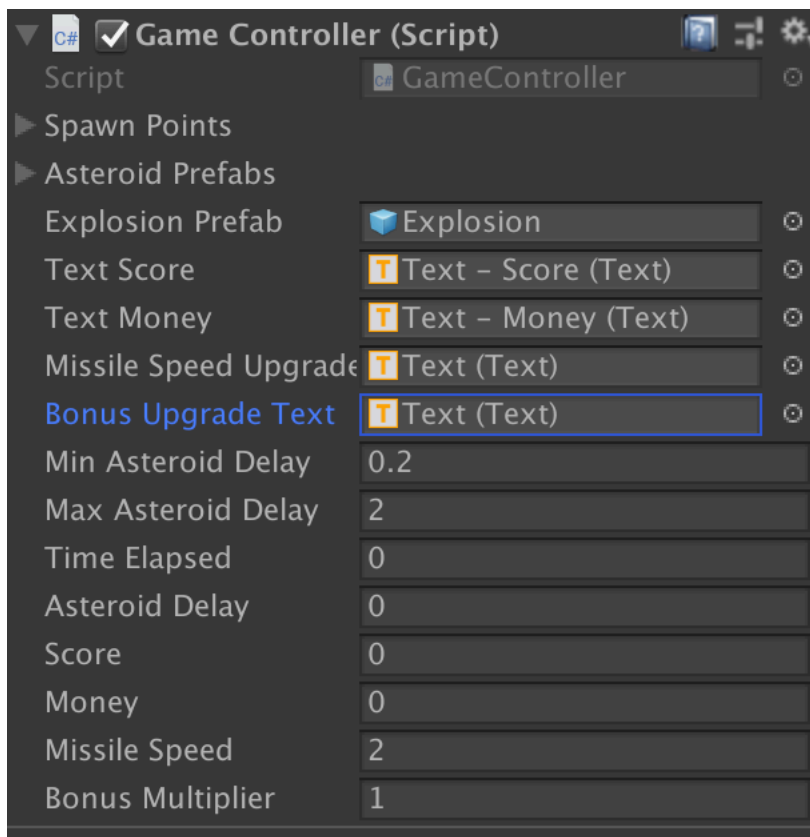 C# Game Controller (Script)
Script C# GameController
Spawn Points
Asteroid Prefabs
Explosion Prefab Explosion
Text Score T Text – Score (Text)
Text Money T Text – Money (Text)
Missile Speed Upgrade T Text (Text)
Bonus Upgrade Text T Text (Text)
Min Asteroid Delay 0.2
Max Asteroid Delay 2
Time Elapsed 0
Asteroid Delay 0
Score 0
Money 0
Missile Speed 2
Bonus Multiplier 1